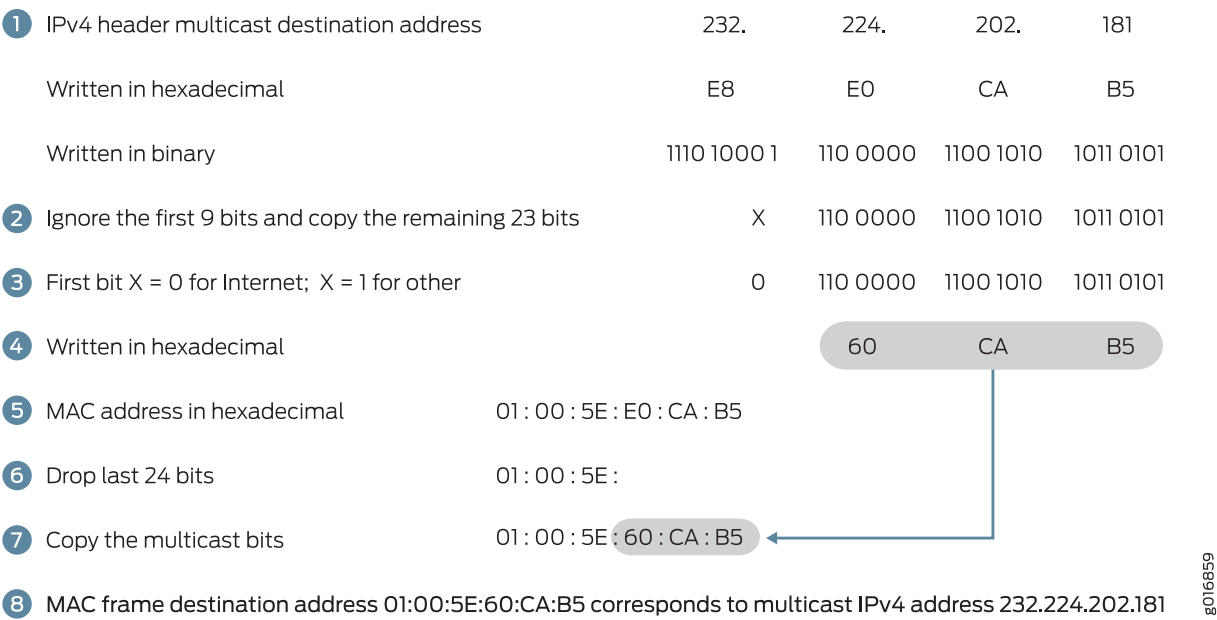 1 IPv4 header multicast destination address 232. 224. 202. 181
Written in hexadecimal E8 E0 CA B5
Written in binary 1110 1000 1 110 0000 1100 1010 1011 0101
2 Ignore the first 9 bits and copy the remaining 23 bits X 110 0000 1100 1010 1011 0101
3 First bit X = 0 for Internet; X = 1 for other 0 110 0000 1100 1010 1011 0101
4 Written in hexadecimal 60 CA B5
5 MAC address in hexadecimal 01 : 00 : 5E : E0 : CA : B5
6 Drop last 24 bits 01 : 00 : 5E :
7 Copy the multicast bits 01 : 00 : 5E : 60 : CA : B5
8 MAC frame destination address 01:00:5E:60:CA:B5 corresponds to multicast IPv4 address 232.224.202.181
g016859